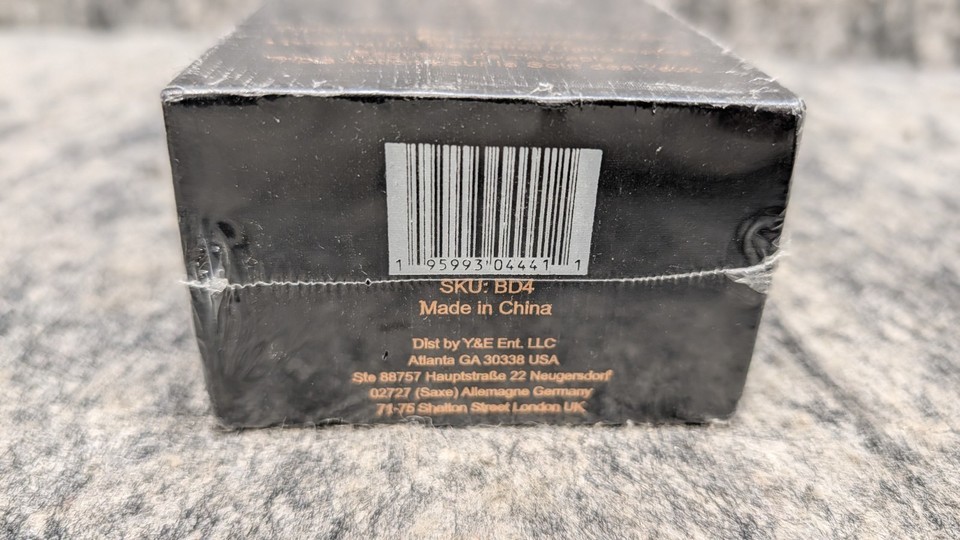 1 95993 04441 1
SKU: BD4
Made in China
Dist by Y&E Ent. LLC
Atlanta GA 30338 USA
Ste 88757 Hauptstraße 22 Neugersdorf
02727 (Saxe) Allemagne Germany
71-75 Shelton Street London UK